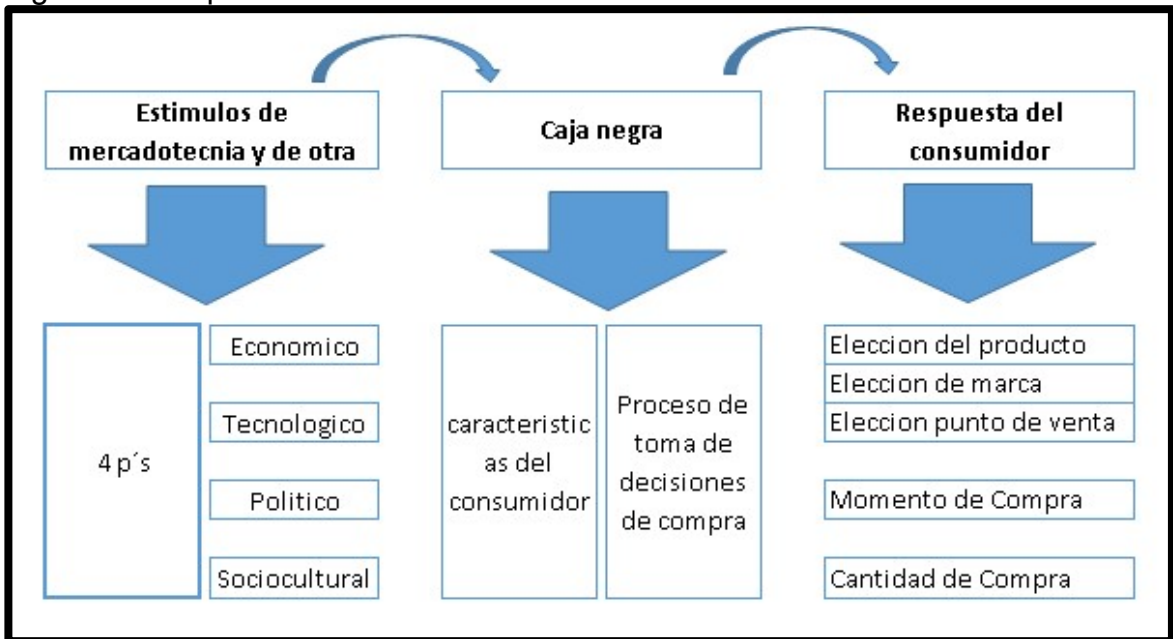 Estimulos de
mercadotecnia y de otra
Caja negra
Respuesta del
consumidor
4 p´s
Economico
Tecnologico
Politico
Sociocultural
caracteristic
as del
consumidor
Proceso de
toma de
decisiones
de compra
Eleccion del producto
Eleccion de marca
Eleccion punto de venta
Momento de Compra
Cantidad de Compra